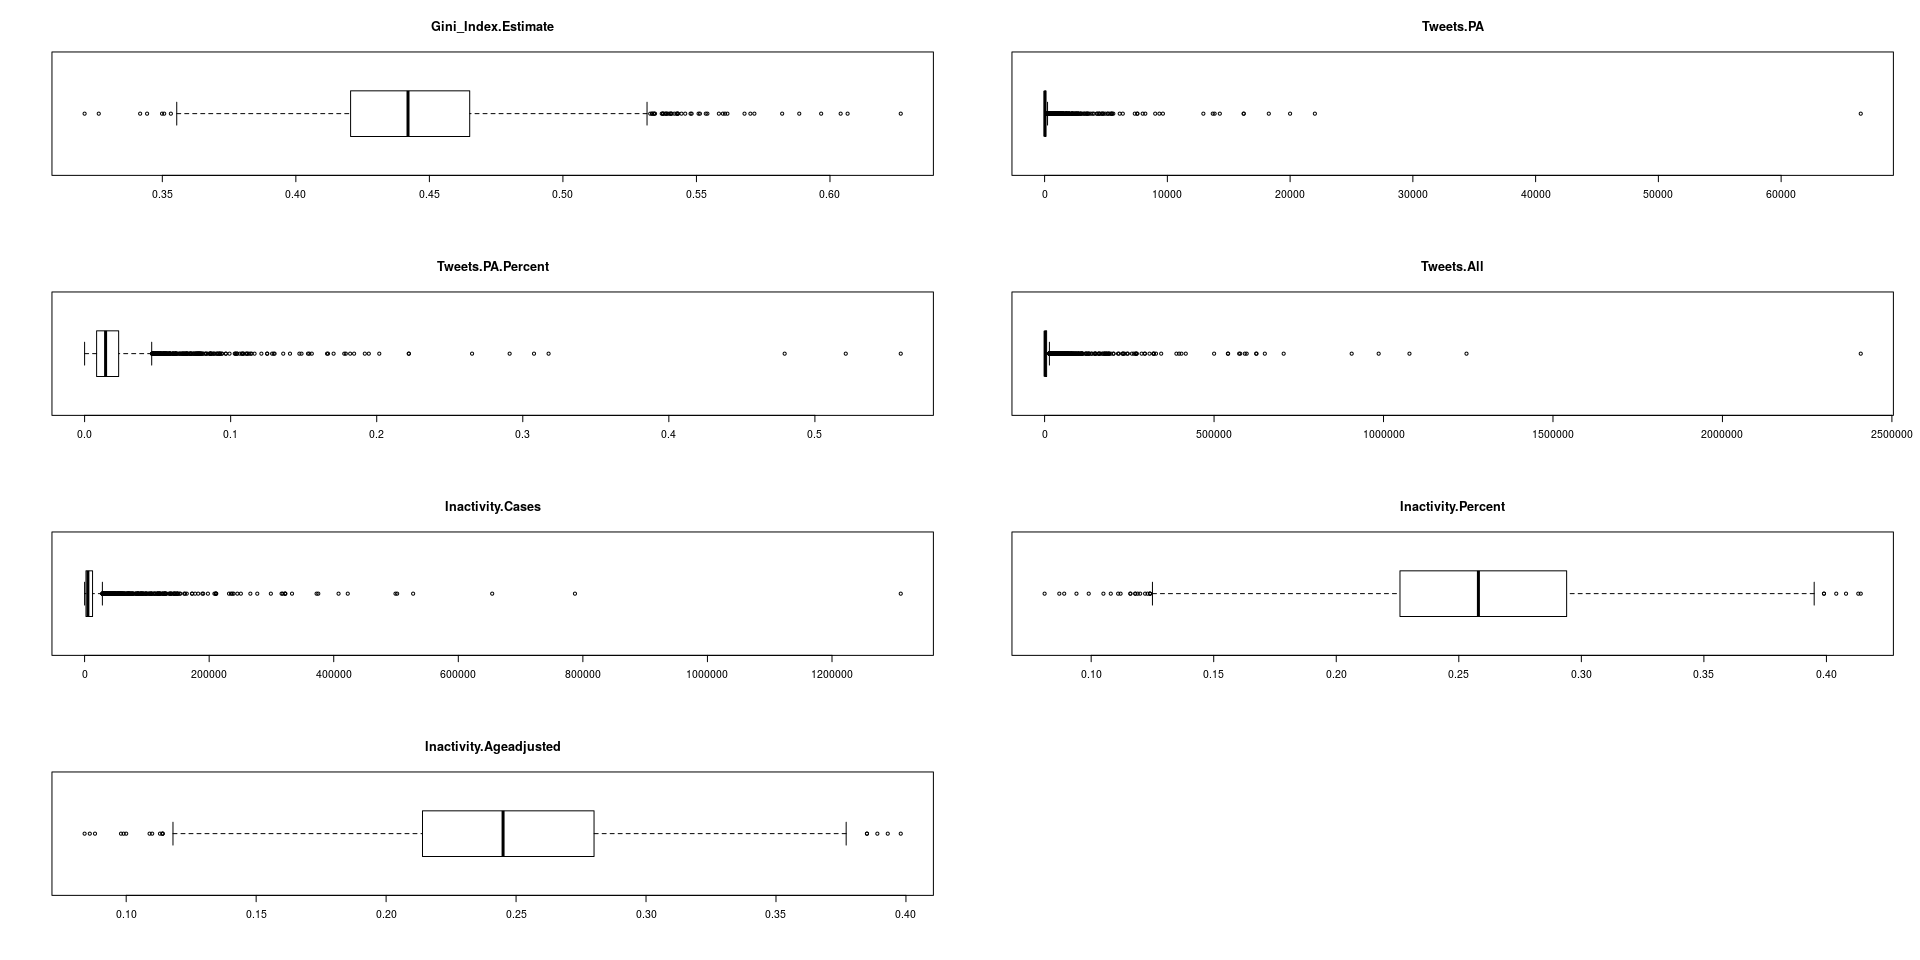 Gini_Index.Estimate
0.35 0.40 0.45 0.50 0.55 0.60
Tweets.PA
0 10000 20000 30000 40000 50000 60000
Tweets.PA.Percent
0.0 0.1 0.2 0.3 0.4 0.5
Tweets.All
0 500000 1000000 1500000 2000000 2500000
Inactivity.Cases
0 200000 400000 600000 800000 1000000 1200000
Inactivity.Percent
0.10 0.15 0.20 0.25 0.30 0.35 0.40
Inactivity.Ageadjusted
0.10 0.15 0.20 0.25 0.30 0.35 0.40